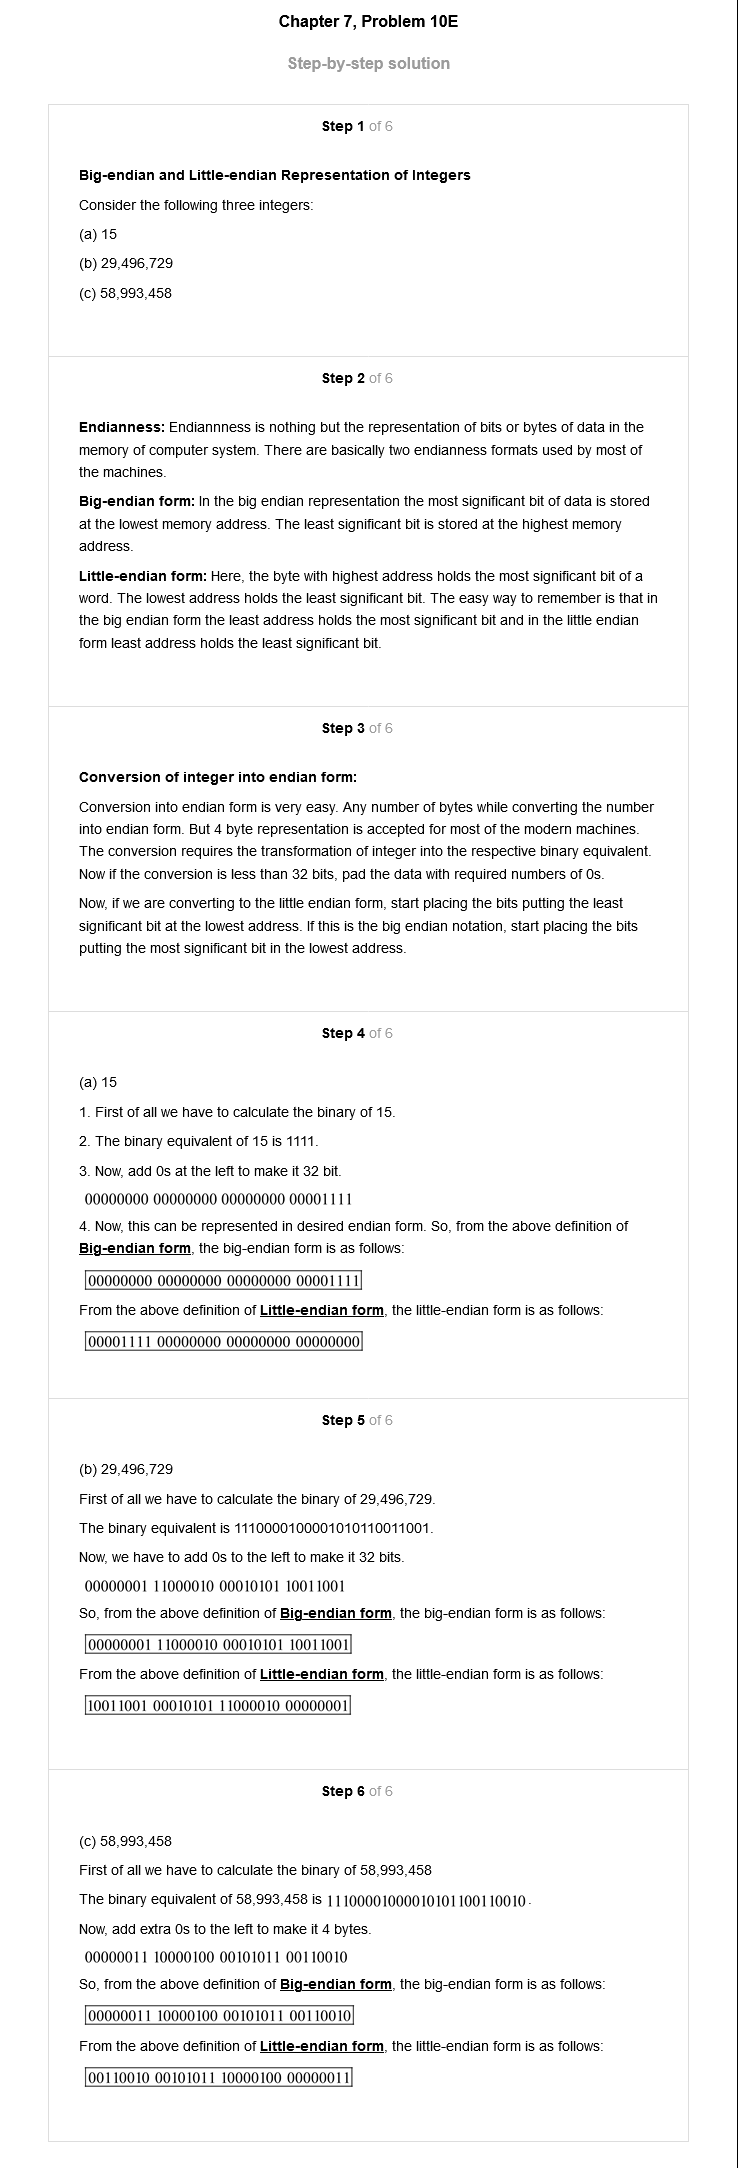 Chapter 7, Problem 10E
Step-by-step solution
Step 1 of 6
Big-endian and Little-endian Representation of Integers
Consider the following three integers:
(a) 15
(b) 29,496,729
(c) 58,993,458
Step 2 of 6
Endianness: Endiannness is nothing but the representation of bits or bytes of data in the
memory of computer system. There are basically two endianness formats used by most of
the machines.
Big-endian form: In the big endian representation the most significant bit of data is stored
at the lowest memory address. The least significant bit is stored at the highest memory
address.
Little-endian form: Here, the byte with highest address holds the most significant bit of a
word. The lowest address holds the least significant bit. The easy way to remember is that in
the big endian form the least address holds the most significant bit and in the little endian
form least address holds the least significant bit.
Step 3 of 6
Conversion of integer into endian form:
Conversion into endian form is very easy. Any number of bytes while converting the number
into endian form. But 4 byte representation is accepted for most of the modern machines.
The conversion requires the transformation of integer into the respective binary equivalent.
Now if the conversion is less than 32 bits, pad the data with required numbers of 0s.
Now, if we are converting to the little endian form, start placing the bits putting the least
significant bit at the lowest address. If this is the big endian notation, start placing the bits
putting the most significant bit in the lowest address.
Step 4 of 6
(a) 15
1. First of all we have to calculate the binary of 15.
2. The binary equivalent of 15 is 1111.
3. Now, add 0s at the left to make it 32 bit.
00000000 00000000 00000000 00001111
4. Now, this can be represented in desired endian form. So, from the above definition of
Big-endian form, the big-endian form is as follows:
00000000 00000000 00000000 00001111
From the above definition of Little-endian form, the little-endian form is as follows:
00001111 00000000 00000000 00000000
Step 5 of 6
(b) 29,496,729
First of all we have to calculate the binary of 29,496,729.
The binary equivalent is 1110000100001010110011001.
Now, we have to add 0s to the left to make it 32 bits.
00000001 11000010 00010101 10011001
So, from the above definition of Big-endian form, the big-endian form is as follows:
00000001 11000010 00010101 10011001
From the above definition of Little-endian form, the little-endian form is as follows:
10011001 00010101 11000010 00000001
Step 6 of 6
(c) 58,993,458
First of all we have to calculate the binary of 58,993,458
The binary equivalent of 58,993,458 is 11100001000010101100110010.
Now, add extra 0s to the left to make it 4 bytes.
00000011 10000100 00101011 00110010
So, from the above definition of Big-endian form, the big-endian form is as follows:
00000011 10000100 00101011 00110010
From the above definition of Little-endian form, the little-endian form is as follows:
00110010 00101011 10000100 00000011